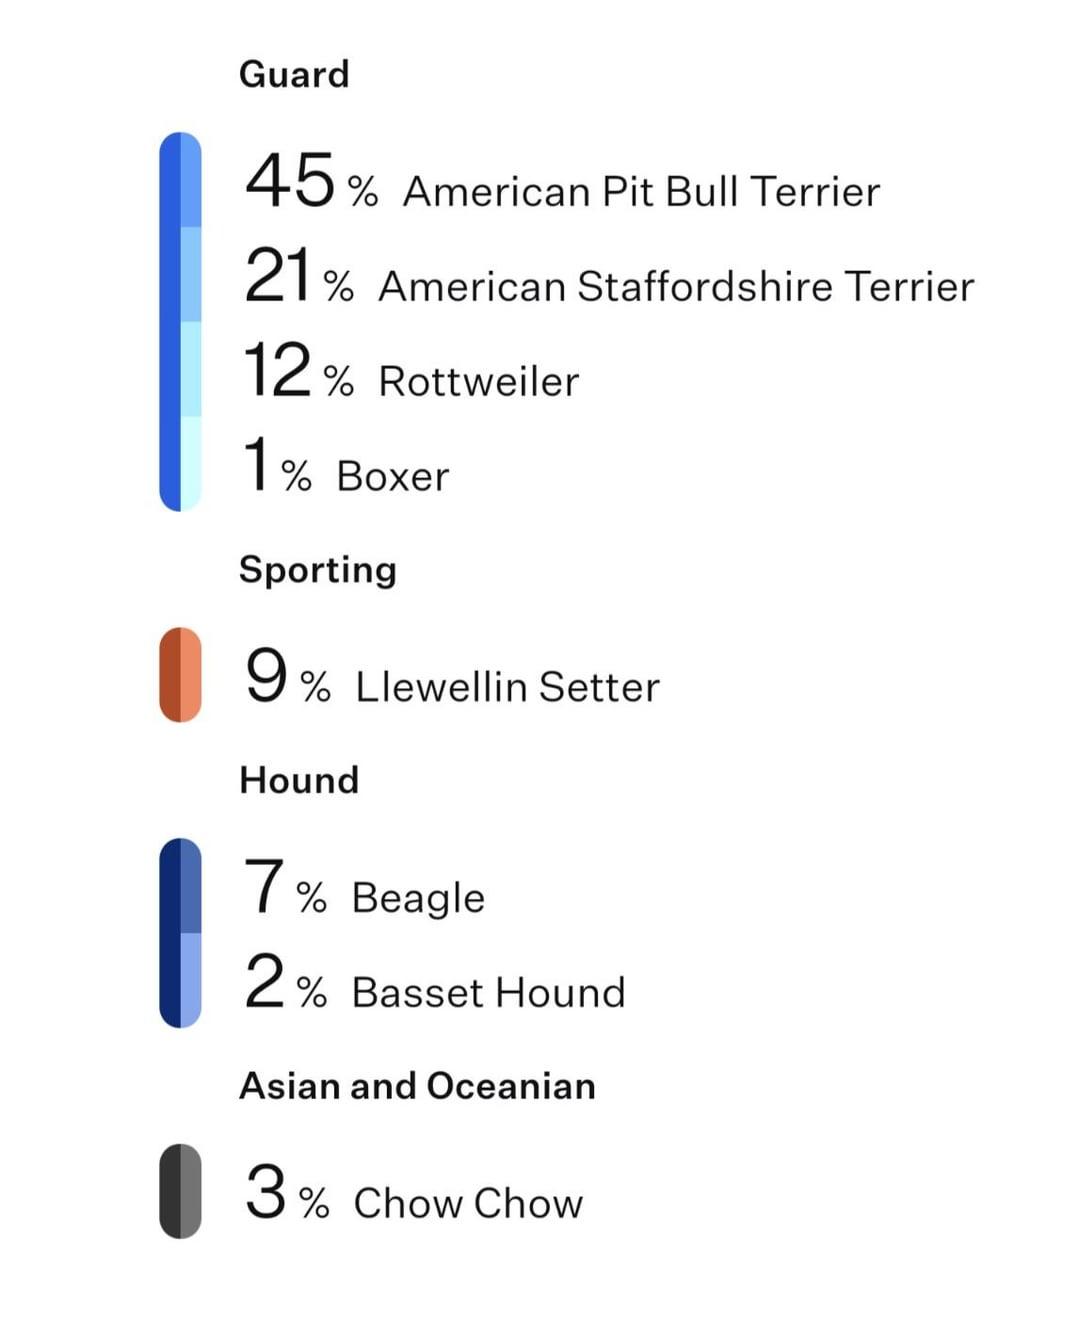 Guard
45 % American Pit Bull Terrier
21 % American Staffordshire Terrier
12 % Rottweiler
1 % Boxer
Sporting
9 % Llewellin Setter
Hound
7 % Beagle
2 % Basset Hound
Asian and Oceanian
3 % Chow Chow